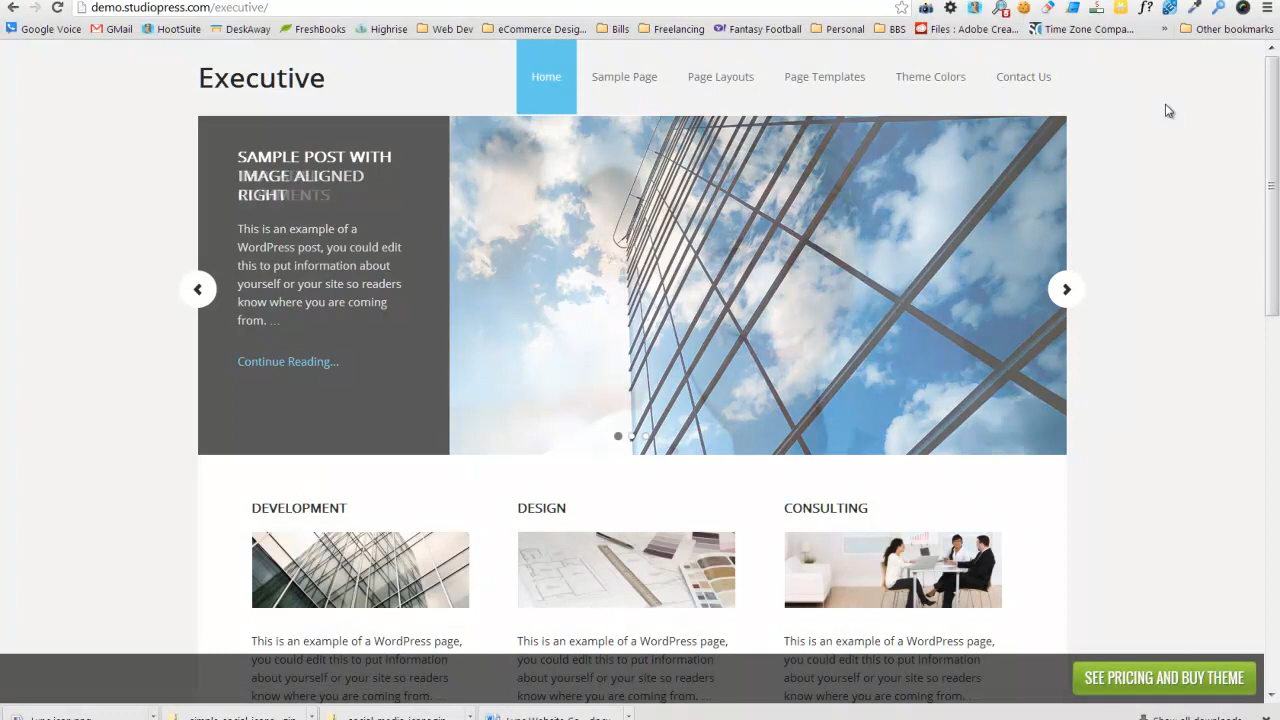 demo.studiopress.com/executive/
Google Voice GMail HootSuite DeskAway FreshBooks Highrise Web Dev eCommerce Desig... Bills Freelancing Fantasy Football Personal BBS Files : Adobe Crea... Time Zone Compa... » Other bookmarks
Executive
Home Sample Page Page Layouts Page Templates Theme Colors Contact Us
SAMPLE POST WITH
IMAGE ALIGNED
RIGHT
This is an example of a
WordPress post, you could edit
this to put information about
yourself or your site so readers
know where you are coming
from. ...
Continue Reading...
DEVELOPMENT DESIGN CONSULTING
This is an example of a WordPress page, This is an example of a WordPress page, This is an example of a WordPress page,
you could edit this to put information you could edit this to put information you could edit this to put information
about yourself or your site so readers about yourself or your site so readers about yourself or your site so readers
know where you are coming from. ... know where you are coming from. ... know where you are coming from. ...
SEE PRICING AND BUY THEME